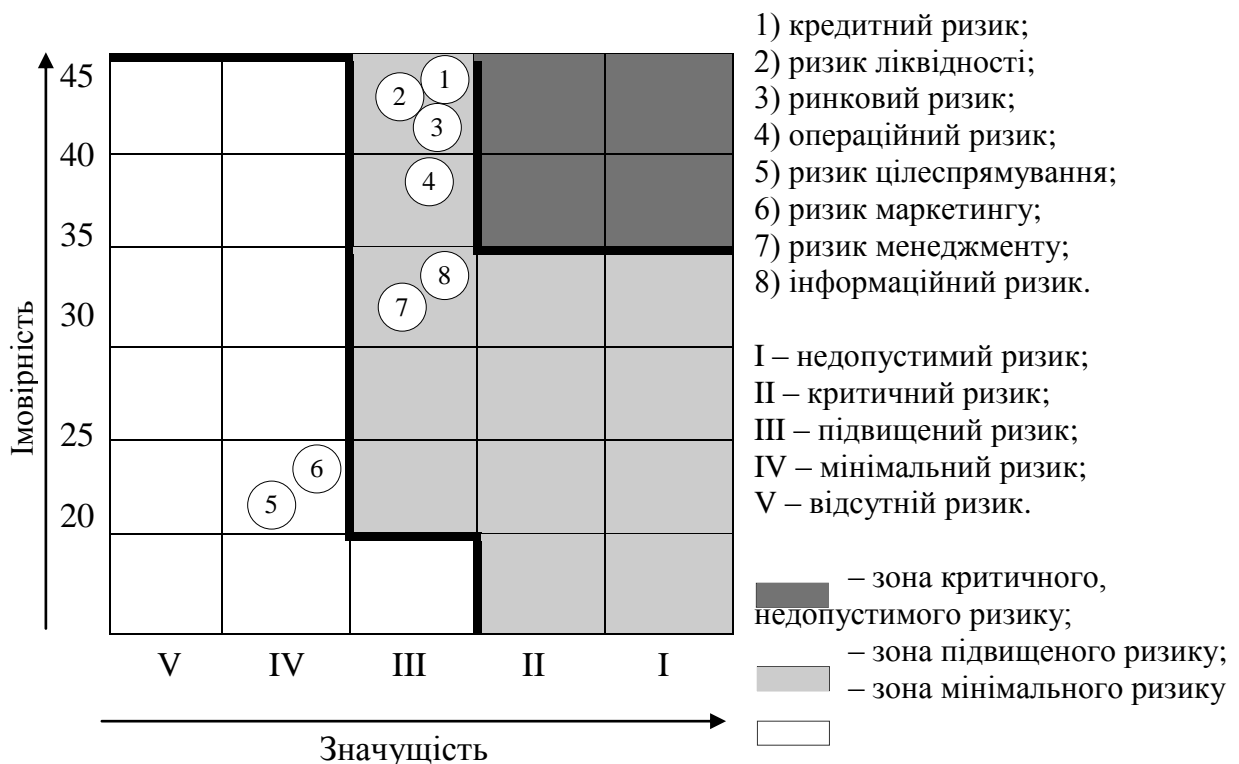 45
40
35
30
25
20
Імовірність
1
2
3
4
8
7
6
5
V IV III II I
Значущість
1) кредитний ризик;
2) ризик ліквідності;
3) ринковий ризик;
4) операційний ризик;
5) ризик цілеспрямування;
6) ризик маркетингу;
7) ризик менеджменту;
8) інформаційний ризик.
I – недопустимий ризик;
II – критичний ризик;
III – підвищений ризик;
IV – мінімальний ризик;
V – відсутній ризик.
– зона критичного,
недопустимого ризику;
– зона підвищеного ризику;
– зона мінімального ризику